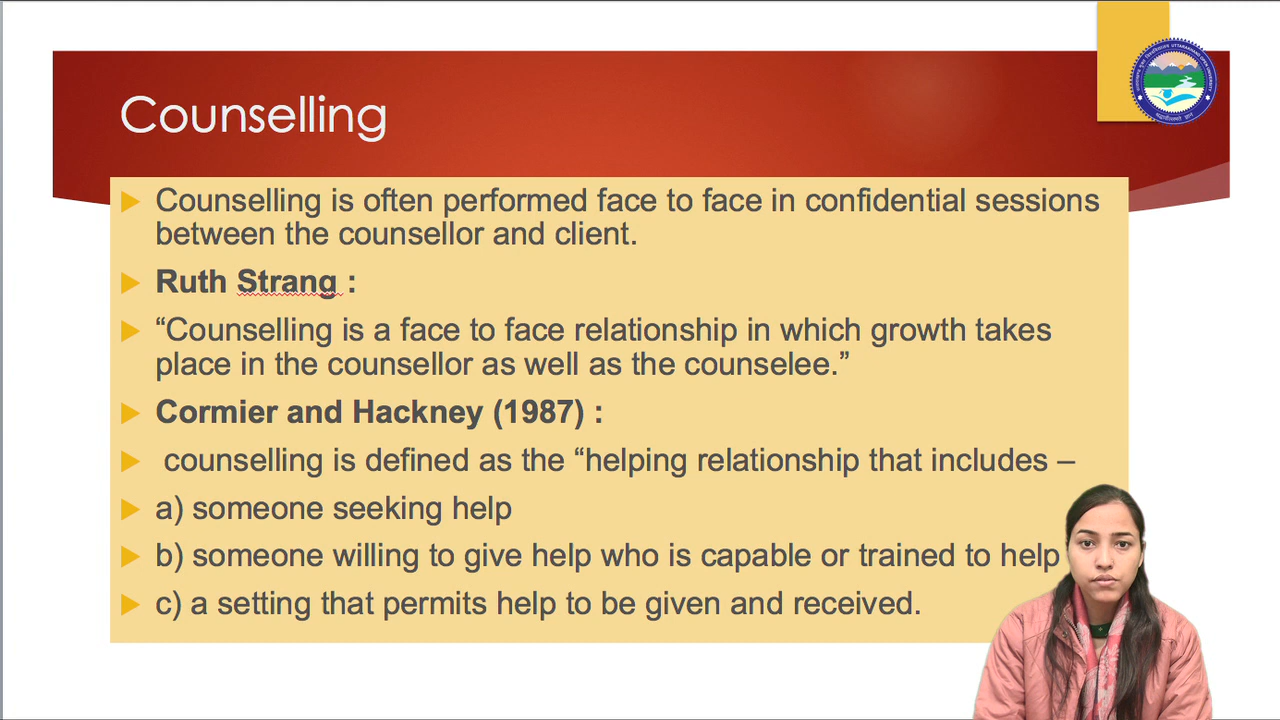 Counselling
UTTARAKHAND OPEN UNIVERSITY
Counselling is often performed face to face in confidential sessions
between the counsellor and client.
Ruth Strang :
“Counselling is a face to face relationship in which growth takes
place in the counsellor as well as the counselee.”
Cormier and Hackney (1987) :
counselling is defined as the “helping relationship that includes –
a) someone seeking help
b) someone willing to give help who is capable or trained to help
c) a setting that permits help to be given and received.